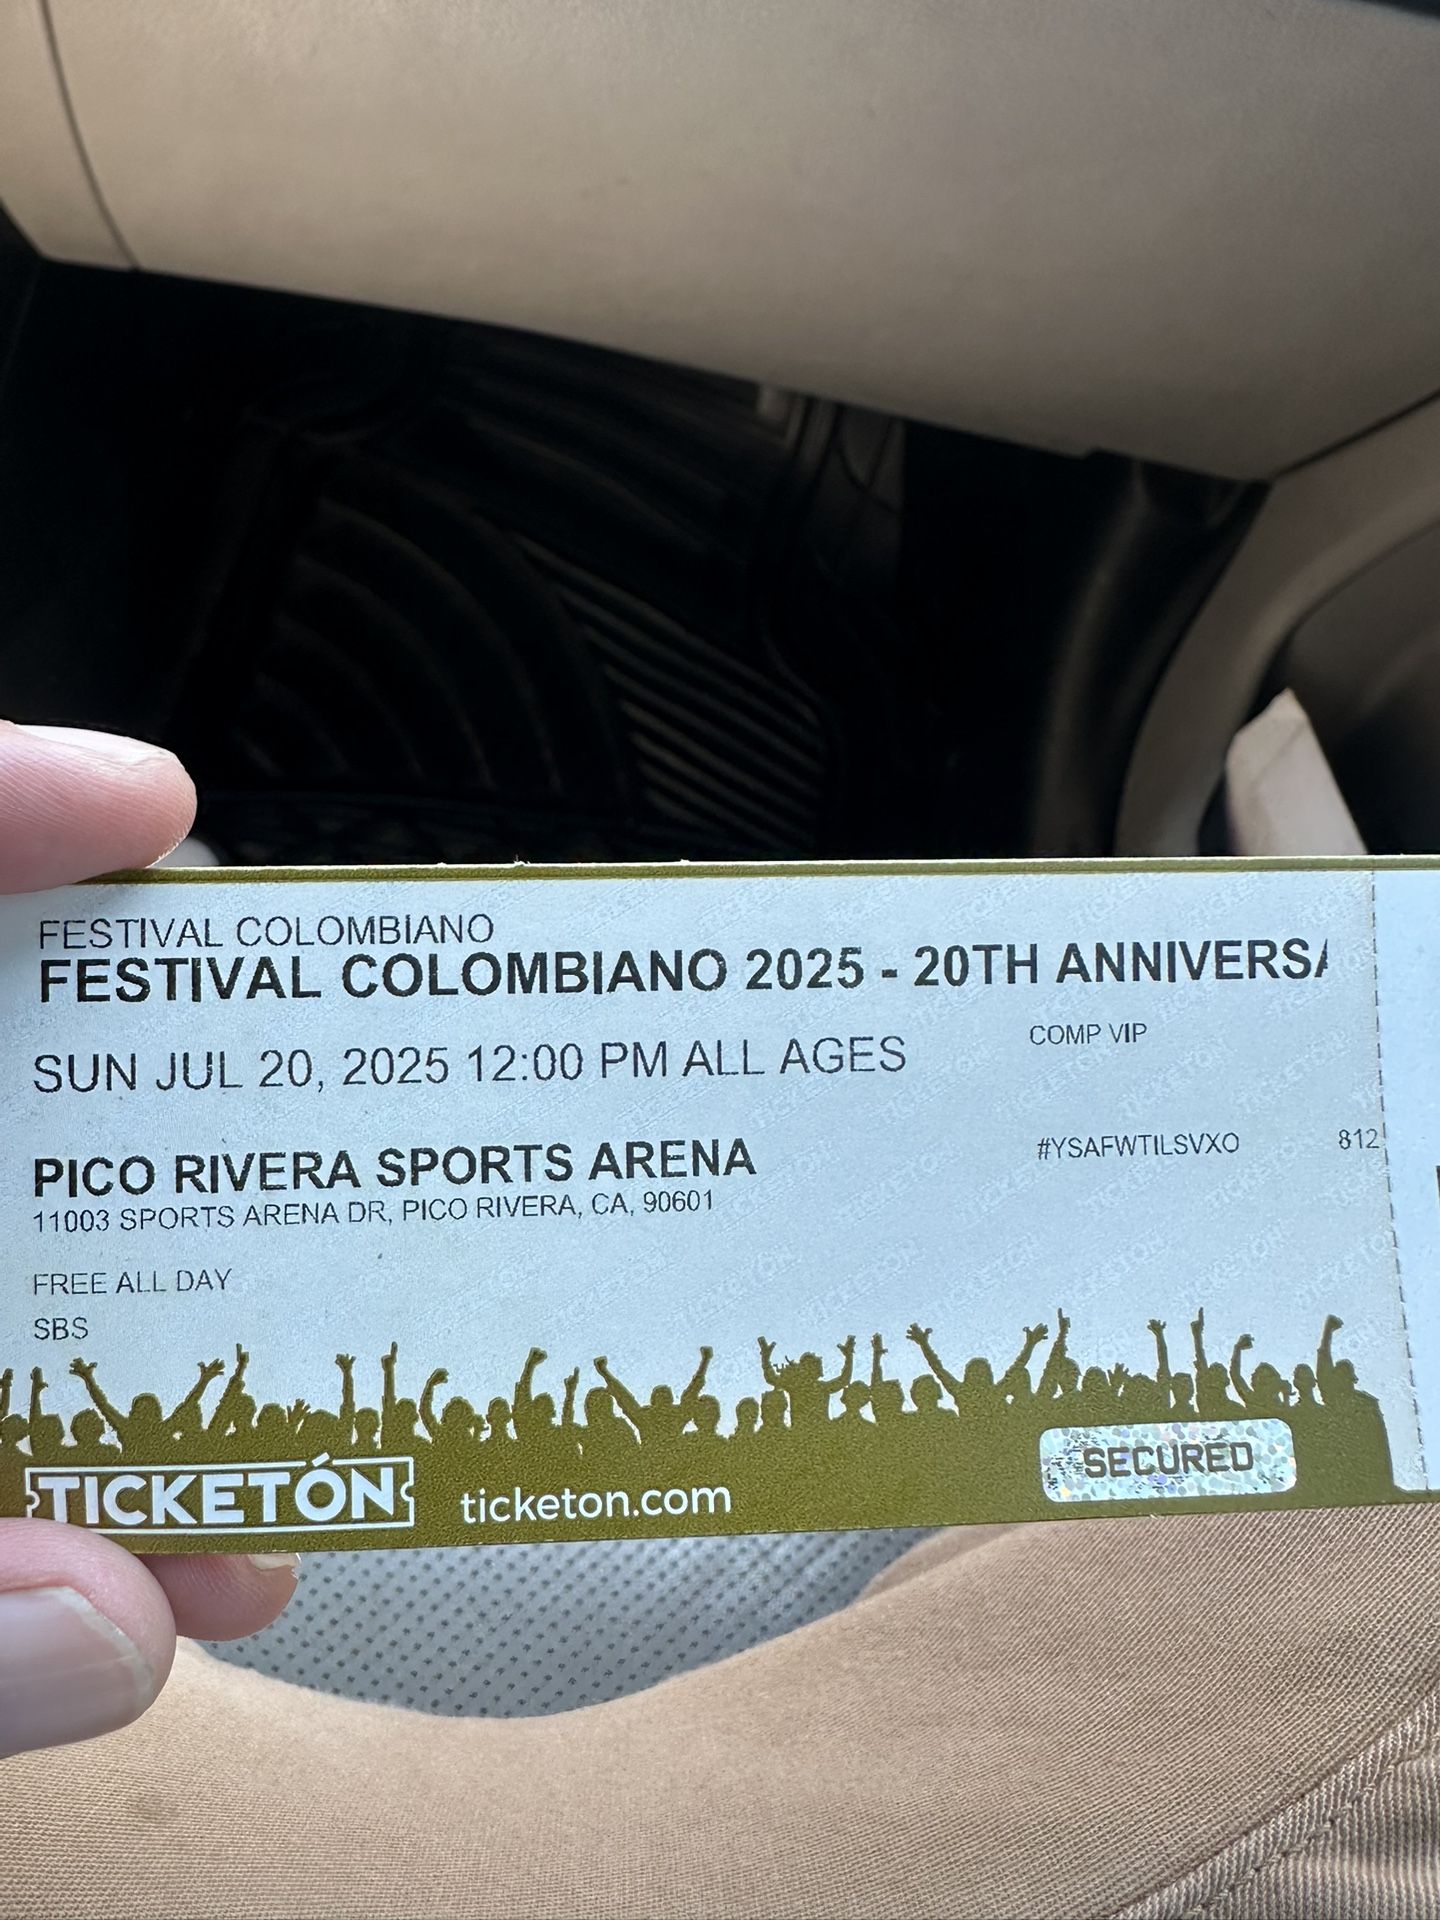 FESTIVAL COLOMBIANO
FESTIVAL COLOMBIANO 2025 - 20TH ANNIVERSA
SUN JUL 20, 2025 12:00 PM ALL AGES
COMP VIP
PICO RIVERA SPORTS ARENA
#YSAFWTILSVXO 812
11003 SPORTS ARENA DR, PICO RIVERA, CA, 90601
FREE ALL DAY
SBS
TICKETÓN ticketon.com SECURED